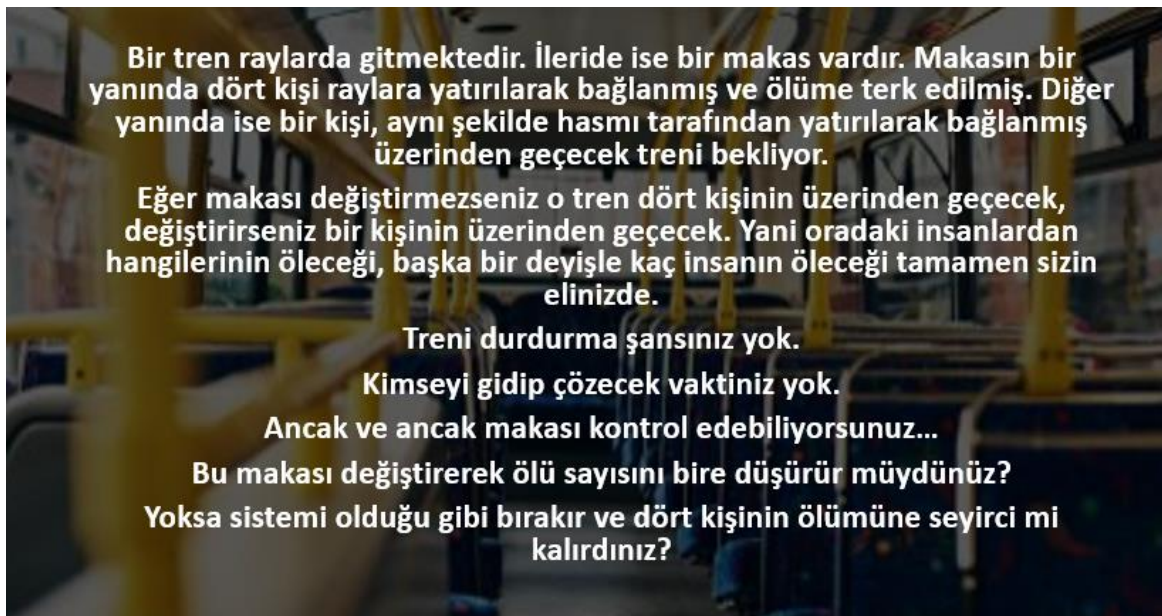 Bir tren raylarda gitmektedir. İleride ise bir makas vardır. Makasın bir
yanında dört kişi raylara yatırılarak bağlanmış ve ölüme terk edilmiş. Diğer
yanında ise bir kişi, aynı şekilde hasmı tarafından yatırılarak bağlanmış
üzerinden geçecek treni bekliyor.
Eğer makası değiştirmezseniz o tren dört kişinin üzerinden geçecek,
değiştirirseniz bir kişinin üzerinden geçecek. Yani oradaki insanlardan
hangilerinin öleceği, başka bir deyişle kaç insanın öleceği tamamen sizin
elinizde.
Treni durdurma şansınız yok.
Kimseyi gidip çözecek vaktiniz yok.
Ancak ve ancak makası kontrol edebiliyorsunuz...
Bu makası değiştirerek ölü sayısını bire düşürür müydünüz?
Yoksa sistemi olduğu gibi bırakır ve dört kişinin ölümüne seyirci mi
kalırdınız?